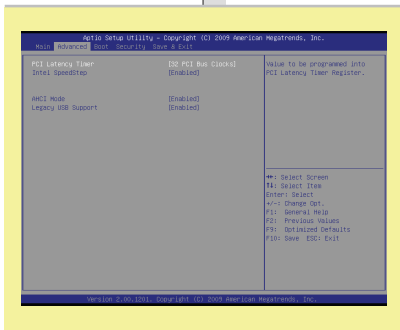 Aptio Setup Utility – Copyright (C) 2009 American Megatrends, Inc.
Main Advanced Boot Security Save & Exit
PCI Latency Timer [32 PCI Bus Clocks]
Intel SpeedStep [Enabled]
AHCI Mode [Enabled]
Legacy USB Support [Enabled]
Value to be programmed into
PCI Latency Timer Register.
→←: Select Screen
↑↓: Select Item
Enter: Select
+/-: Change Opt.
F1: General Help
F2: Previous Values
F9: Optimized Defaults
F10: Save ESC: Exit
Version 2.00.1201. Copyright (C) 2009 American Megatrends, Inc.